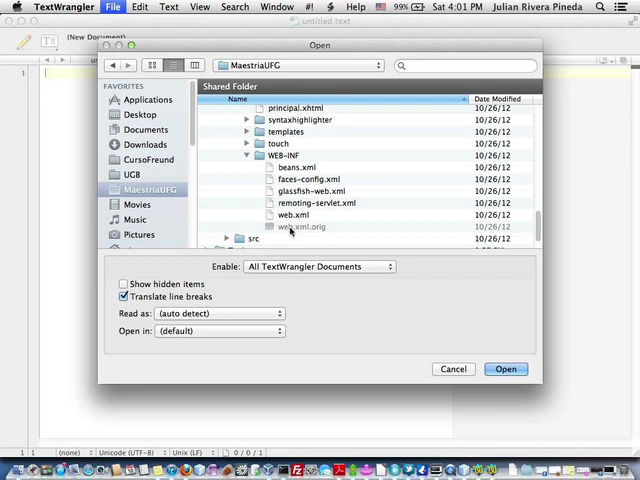 TextWrangler File Edit Text View Search Window #! Help 99% Sat 4:01 PM Julian Rivera Pineda
untitled text
(New Document)
Open
MaestriaUFG
FAVORITES
Applications
Desktop
Documents
Downloads
CursoFreund
UGB
MaestriaUFG
Movies
Music
Pictures
Shared Folder
Name Date Modified
principal.xhtml 10/26/12
syntaxhighlighter 10/26/12
templates 10/26/12
touch 10/26/12
WEB-INF 10/26/12
beans.xml 10/26/12
faces-config.xml 10/26/12
glassfish-web.xml 10/26/12
remoting-servlet.xml 10/26/12
web.xml 10/26/12
web.xml.orig 10/26/12
src 10/26/12
Enable: All TextWrangler Documents
Show hidden items
Translate line breaks
Read as: (auto detect)
Open in: (default)
Cancel Open
1
1 1 (none) Unicode (UTF-8) Unix (LF) 0 / 0 / 1